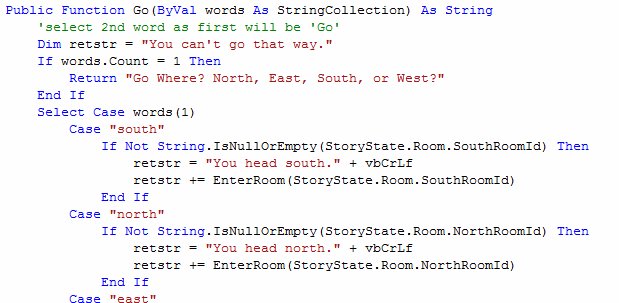 Public Function Go(ByVal words As StringCollection) As String
'select 2nd word as first will be 'Go'
Dim retstr = "You can't go that way."
If words.Count = 1 Then
Return "Go Where? North, East, South, or West?"
End If
Select Case words(1)
Case "south"
If Not String.IsNullOrEmpty(StoryState.Room.SouthRoomId) Then
retstr = "You head south." + vbCrLf
retstr += EnterRoom(StoryState.Room.SouthRoomId)
End If
Case "north"
If Not String.IsNullOrEmpty(StoryState.Room.NorthRoomId) Then
retstr = "You head north." + vbCrLf
retstr += EnterRoom(StoryState.Room.NorthRoomId)
End If
Case "east"